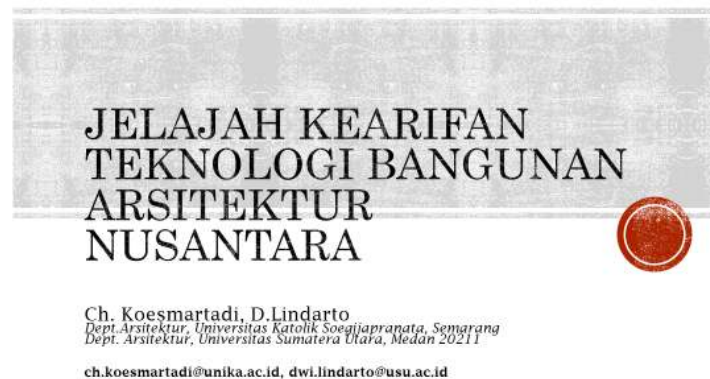 JELAJAH KEARIFAN
TEKNOLOGI BANGUNAN
ARSITEKTUR
NUSANTARA
Ch. Koesmartadi, D.Lindarto
Dept.Arsitektur, Universitas Katolik Soegijapranata, Semarang
Dept. Arsitektur, Universitas Sumatera Utara, Medan 20211
ch.koesmartadi@unika.ac.id, dwi.lindarto@usu.ac.id